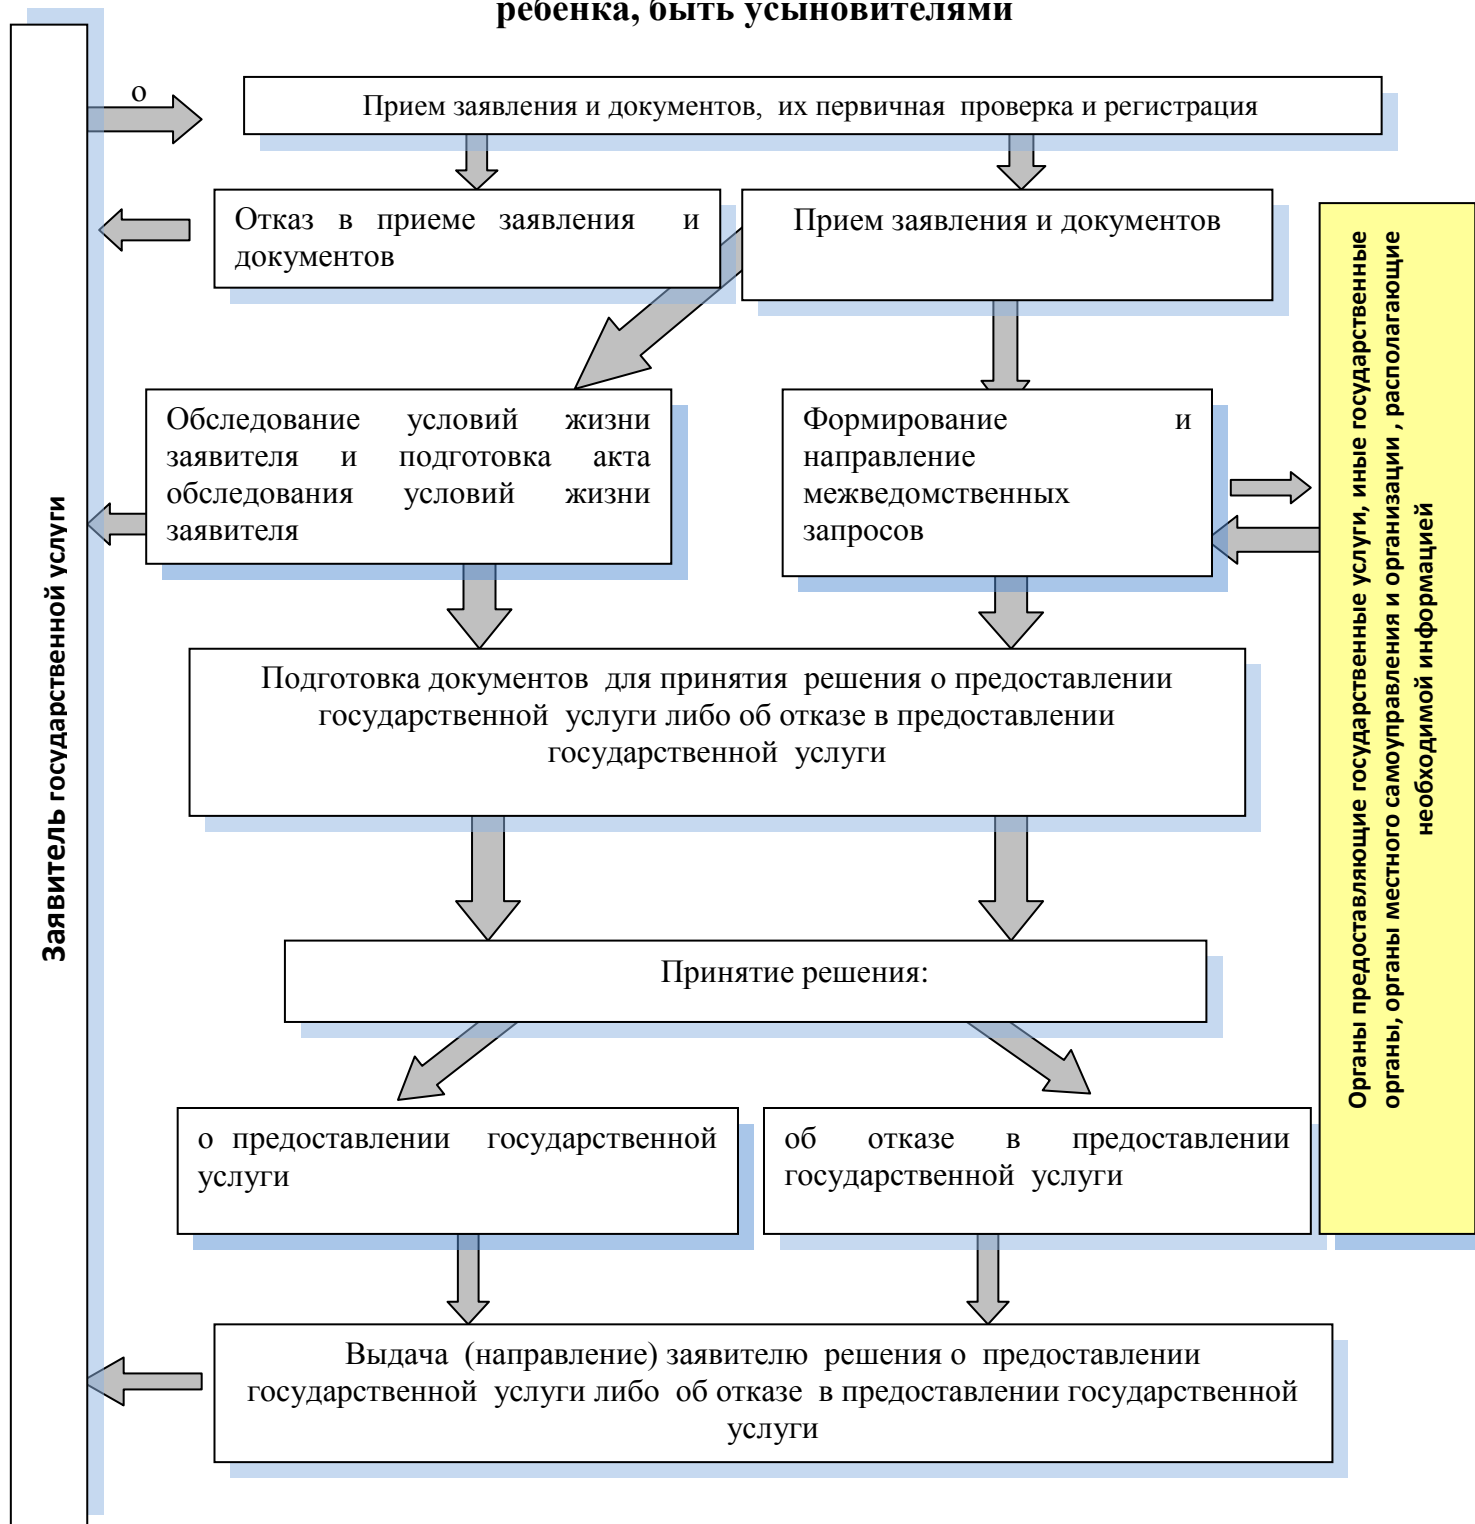 ребенка, быть усыновителями
о
Прием заявления и документов, их первичная проверка и регистрация
Отказ в приеме заявления и
документов
Прием заявления и документов
Обследование условий жизни
заявителя и подготовка акта
обследования условий жизни
заявителя
Формирование и
направление
межведомственных
запросов
Подготовка документов для принятия решения о предоставлении
государственной услуги либо об отказе в предоставлении
государственной услуги
Принятие решения:
о предоставлении государственной
услуги
об отказе в предоставлении
государственной услуги
Выдача (направление) заявителю решения о предоставлении
государственной услуги либо об отказе в предоставлении государственной
услуги
Заявитель государственной услуги
Органы предоставляющие государственные услуги, иные государственные
органы, органы местного самоуправления и организации , располагающие
необходимой информацией